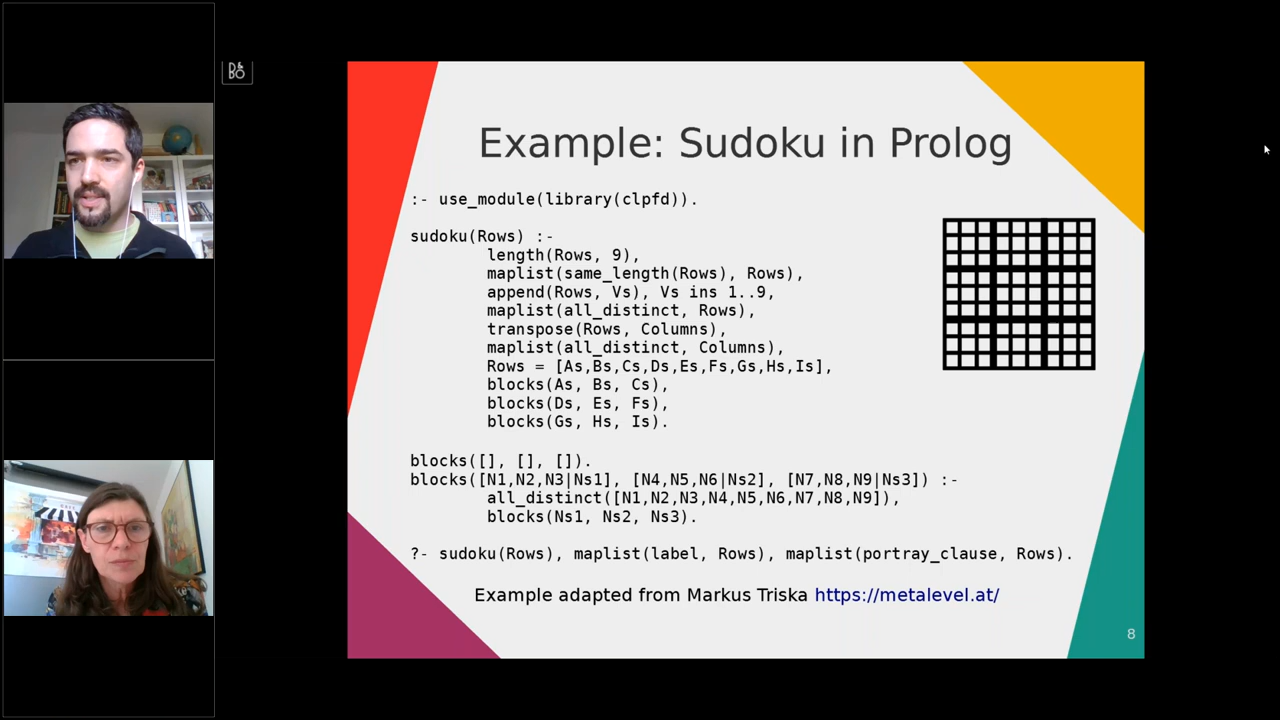 D&
BO
Example: Sudoku in Prolog
:- use_module(library(clpfd)).
sudoku(Rows) :-
length(Rows, 9),
maplist(same_length(Rows), Rows),
append(Rows, Vs), Vs ins 1..9,
maplist(all_distinct, Rows),
transpose(Rows, Columns),
maplist(all_distinct, Columns),
Rows = [As,Bs,Cs,Ds,Es,Fs,Gs,Hs,Is],
blocks(As, Bs, Cs),
blocks(Ds, Es, Fs),
blocks(Gs, Hs, Is).
blocks([], [], []).
blocks([N1,N2,N3|Ns1], [N4,N5,N6|Ns2], [N7,N8,N9|Ns3]) :-
all_distinct([N1,N2,N3,N4,N5,N6,N7,N8,N9]),
blocks(Ns1, Ns2, Ns3).
?- sudoku(Rows), maplist(label, Rows), maplist(portray_clause, Rows).
Example adapted from Markus Triska https://metalevel.at/
8